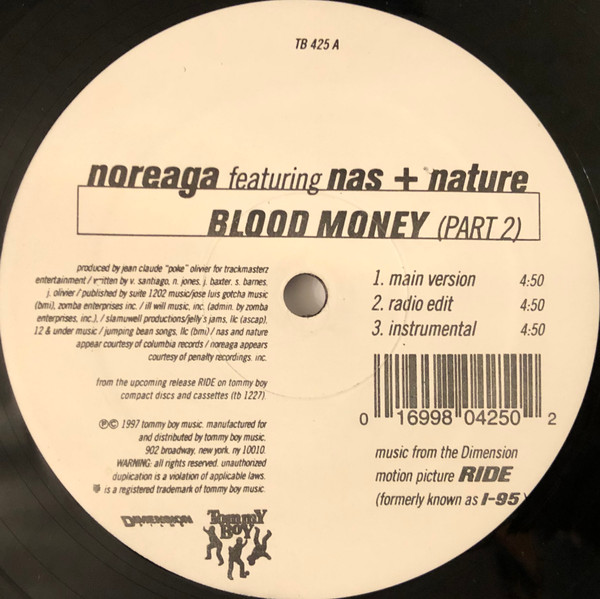 TB 425 A
noreaga featuring nas + nature
BLOOD MONEY (PART 2)
produced by jean claude "poke" olivier for trackmasterz
entertainment / written by v. santiago, n. jones, j. baxter, s. barnes,
j. olivier / published by suite 1202 music/jose luis gotcha music
(bmi), zomba enterprises inc. / ill will music, inc. (admin. by zomba
enterprises, inc.), / slamuwell productions/jelly's jams, llc (ascap),
12 & under music / jumping bean songs, llc (bmi) / nas and nature
appear courtesy of columbia records / noreaga appears
courtesy of penalty recordings. inc.
from the upcoming release RIDE on tommy boy
compact discs and cassettes (tb 1227).
℗© 1997 tommy boy music. manufactured for
and distributed by tommy boy music.
902 broadway. new york. ny 10010.
WARNING: all rights reserved. unauthorized
duplication is a violation of applicable laws.
is a registered trademark of tommy boy music.
DIMENSION
TOMMY
BOY
1. main version 4:50
2. radio edit 4:50
3. instrumental 4:50
0 16998 04250 2
music from the Dimension
motion picture RIDE
(formerly known as I-95)